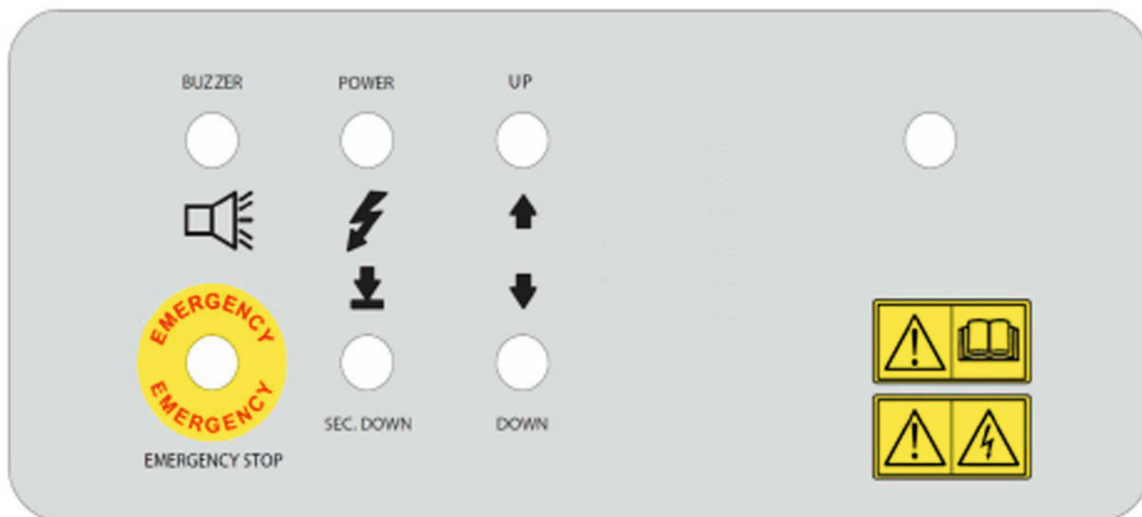 BUZZER
POWER
UP
EMERGENCY
EMERGENCY
EMERGENCY STOP
SEC. DOWN
DOWN